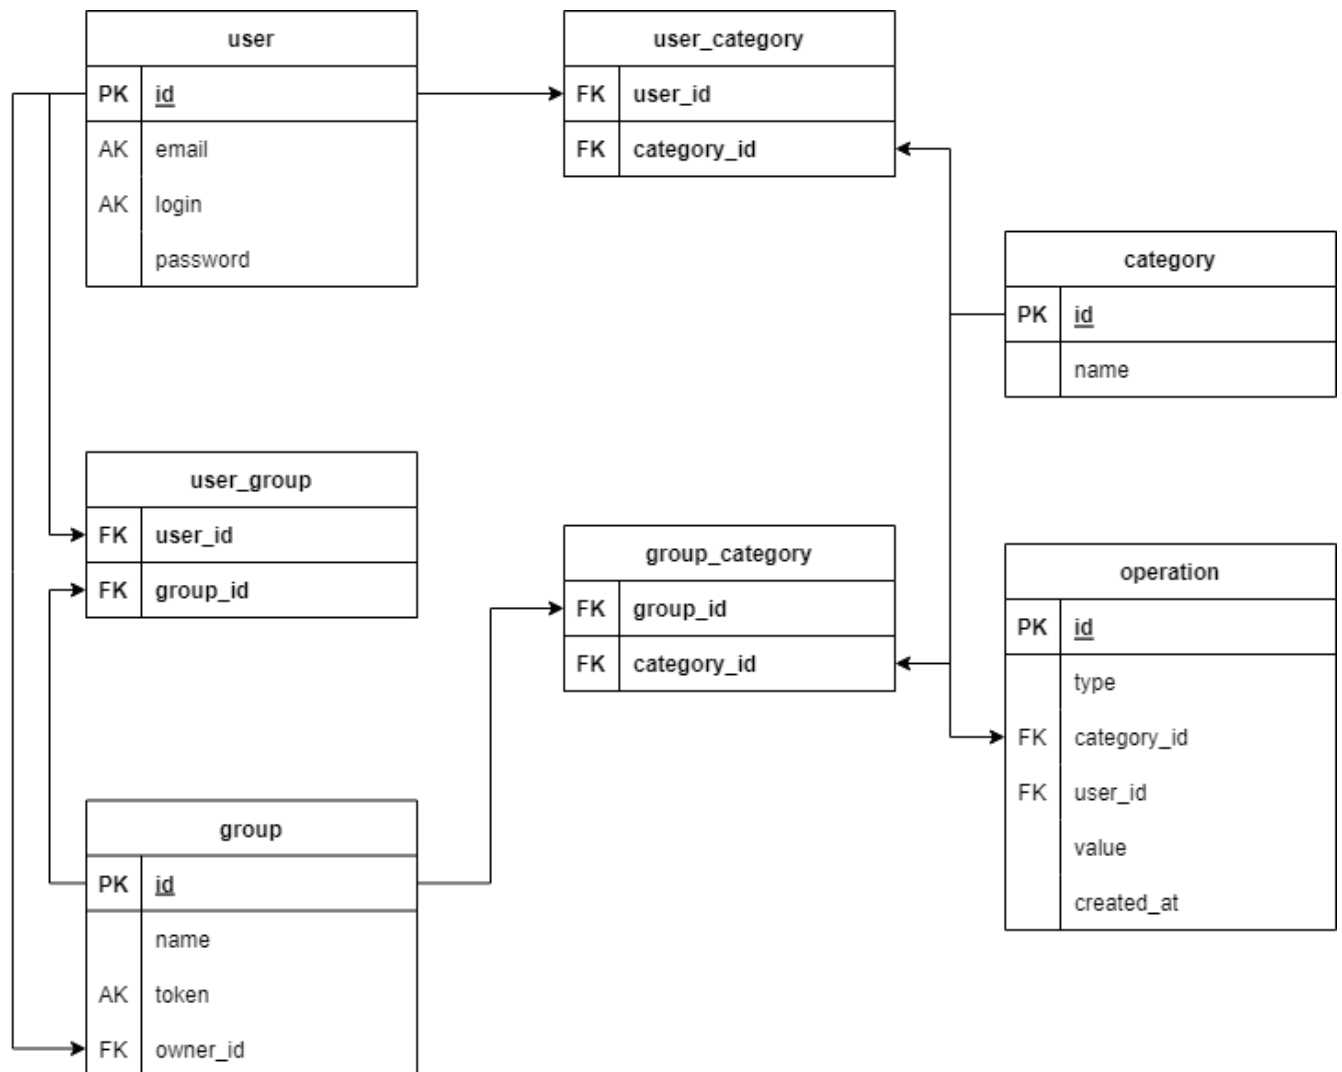 user
PK id
AK email
AK login
password
user_category
FK user_id
FK category_id
category
PK id
name
user_group
FK user_id
FK group_id
group_category
FK group_id
FK category_id
operation
PK id
type
FK category_id
FK user_id
value
created_at
group
PK id
name
AK token
FK owner_id